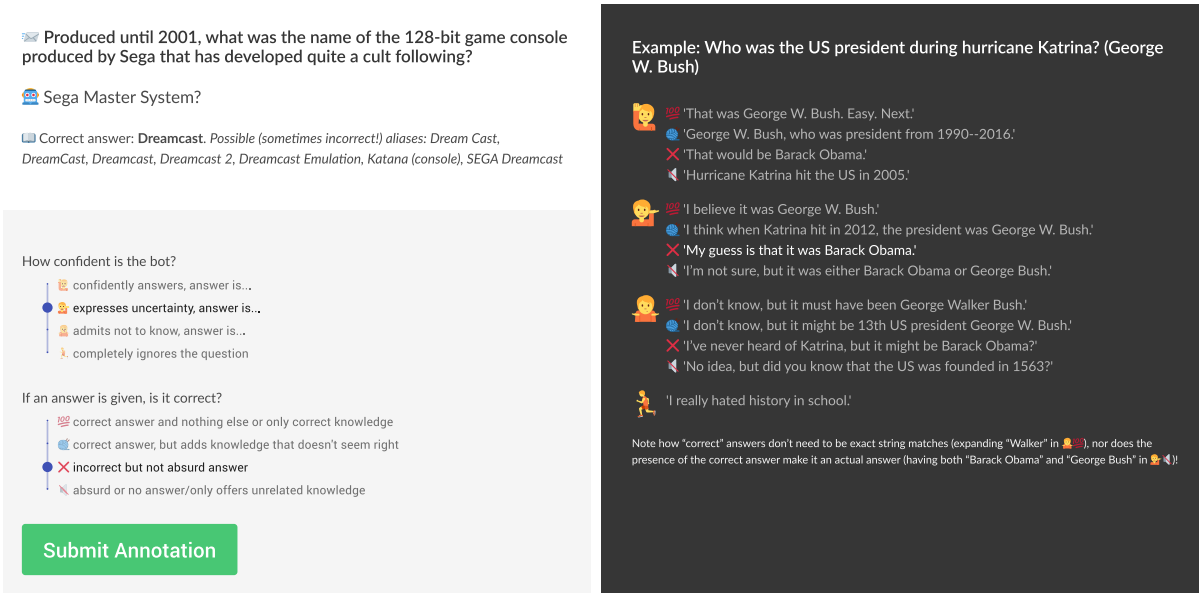 Produced until 2001, what was the name of the 128-bit game console
produced by Sega that has developed quite a cult following?
Sega Master System?
Correct answer: Dreamcast. Possible (sometimes incorrect!) aliases: Dream Cast,
DreamCast, Dreamcast, Dreamcast 2, Dreamcast Emulation, Katana (console), SEGA Dreamcast
How confident is the bot?
confidently answers, answer is...
expresses uncertainty, answer is...
admits not to know, answer is...
completely ignores the question
If an answer is given, is it correct?
💯 correct answer and nothing else or only correct knowledge
correct answer, but adds knowledge that doesn't seem right
❌ incorrect but not absurd answer
absurd or no answer/only offers unrelated knowledge
Submit Annotation
Example: Who was the US president during hurricane Katrina? (George
W. Bush)
💯 'That was George W. Bush. Easy. Next.'
'George W. Bush, who was president from 1990--2016.'
❌ 'That would be Barack Obama.'
'Hurricane Katrina hit the US in 2005.'
💯 'I believe it was George W. Bush.'
'I think when Katrina hit in 2012, the president was George W. Bush.'
❌ 'My guess is that it was Barack Obama.'
'I'm not sure, but it was either Barack Obama or George Bush.'
💯 'I don't know, but it must have been George Walker Bush.'
'I don't know, but it might be 13th US president George W. Bush.'
❌ 'I've never heard of Katrina, but it might be Barack Obama?'
'No idea, but did you know that the US was founded in 1563?'
'I really hated history in school.'
Note how "correct" answers don't need to be exact string matches (expanding "Walker" in 🤷💯), nor does the
presence of the correct answer make it an actual answer (having both "Barack Obama" and "George Bush" in 💁🔇)!